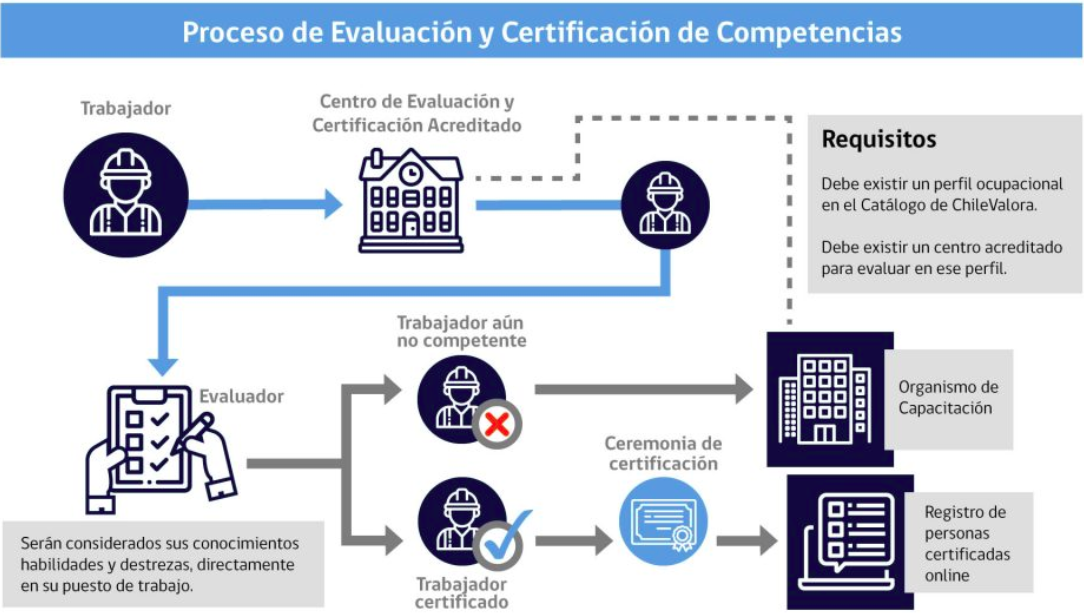 Proceso de Evaluación y Certificación de Competencias
Trabajador
Centro de Evaluación y
Certificación Acreditado
Requisitos
Debe existir un perfil ocupacional
en el Catálogo de ChileValora.
Debe existir un centro acreditado
para evaluar en ese perfil.
Trabajador aún
no competente
Evaluador
Organismo de
Capacitación
Ceremonia de
certificación
Serán considerados sus conocimientos
habilidades y destrezas, directamente
en su puesto de trabajo.
Trabajador
certificado
Registro de
personas
certificadas
online